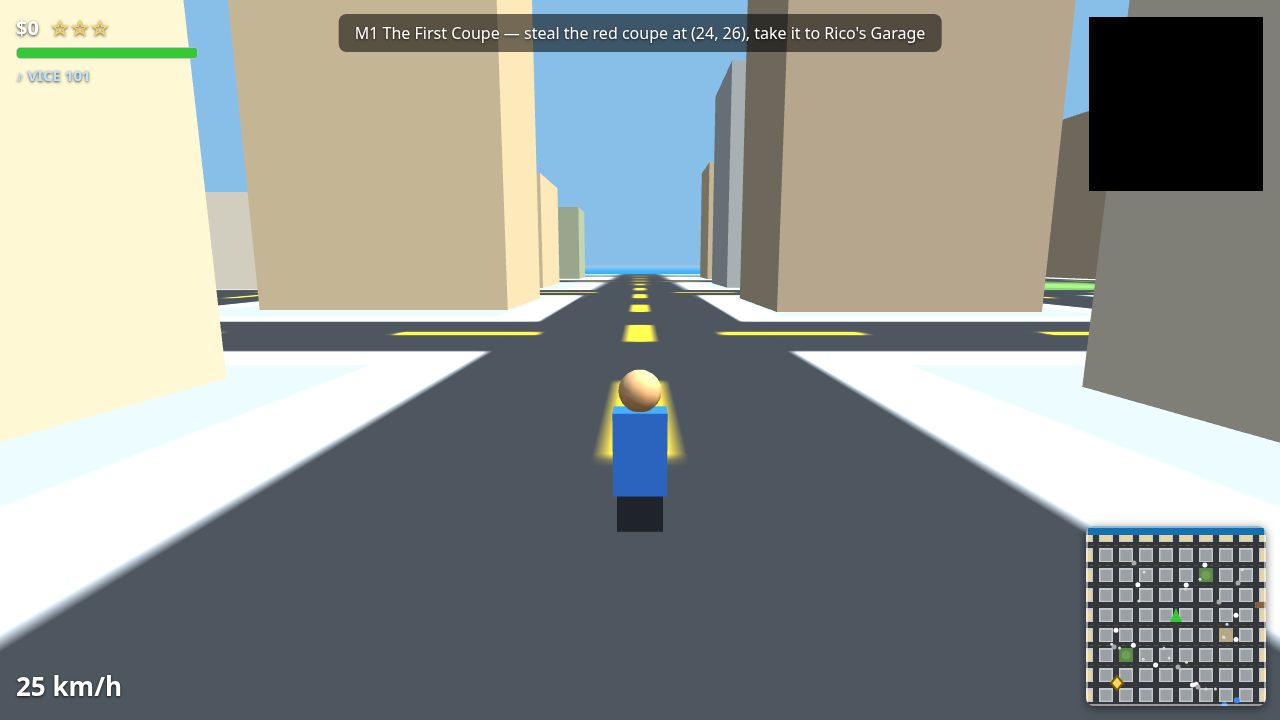 $0 ☆☆☆
M1 The First Coupe — steal the red coupe at (24, 26), take it to Rico's Garage
♪ VICE 101
25 km/h